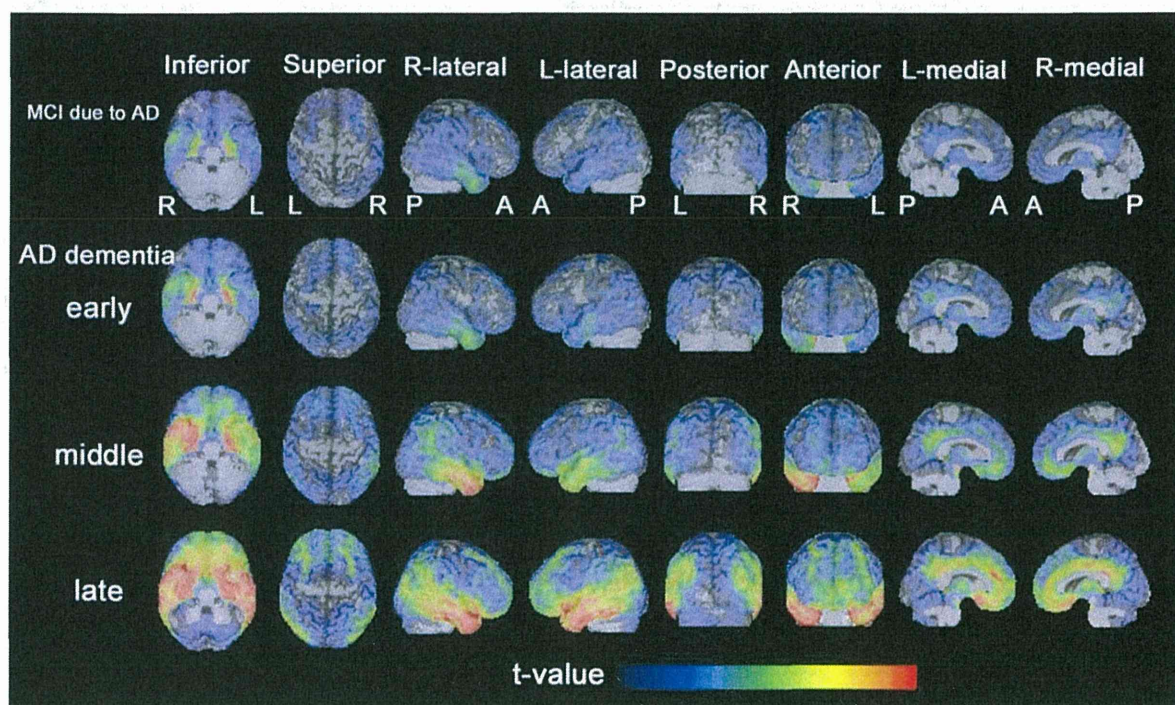 Inferior Superior R-lateral L-lateral Posterior Anterior L-medial R-medial
MCI due to AD
R L L R P A A P L R R L P A A P
AD dementia
early
middle
late
t-value